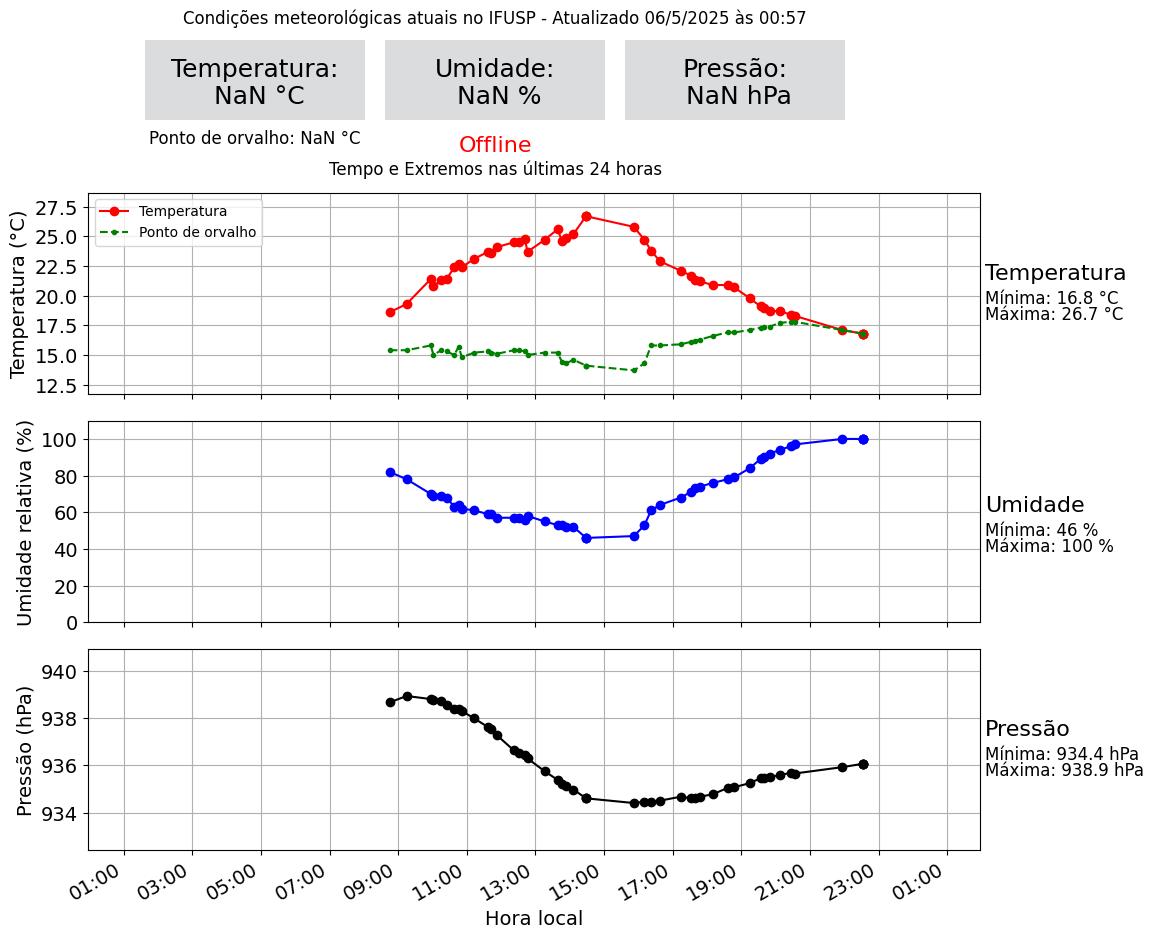 Condições meteorológicas atuais no IFUSP - Atualizado 06/5/2025 às 00:57
Temperatura:
NaN °C
Umidade:
NaN %
Pressão:
NaN hPa
Ponto de orvalho: NaN °C
Offline
Tempo e Extremos nas últimas 24 horas
Temperatura (°C)
27.5
25.0
22.5
20.0
17.5
15.0
12.5
Temperatura
Ponto de orvalho
Temperatura
Mínima: 16.8 °C
Máxima: 26.7 °C
Umidade relativa (%)
100
80
60
40
20
0
Umidade
Mínima: 46 %
Máxima: 100 %
Pressão (hPa)
940
938
936
934
Pressão
Mínima: 934.4 hPa
Máxima: 938.9 hPa
01:00
03:00
05:00
07:00
09:00
11:00
13:00
15:00
17:00
19:00
21:00
23:00
01:00
Hora local